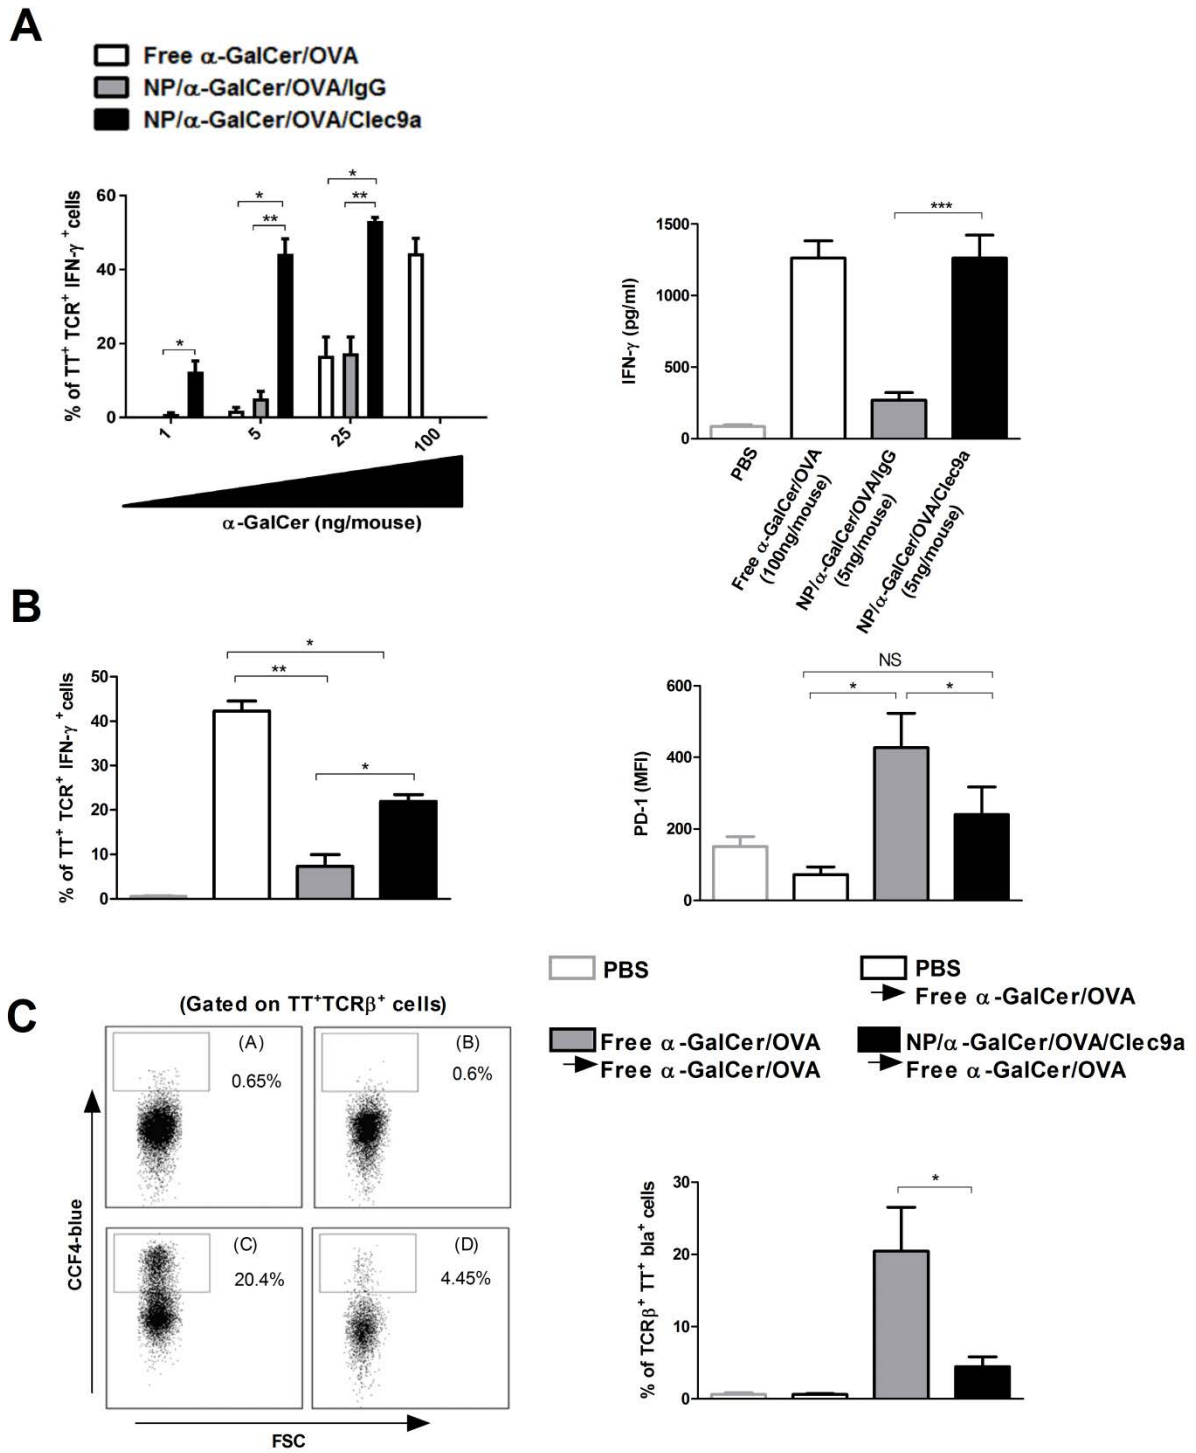 A
Free α-GalCer/OVA
NP/α-GalCer/OVA/IgG
NP/α-GalCer/OVA/Clec9a
% of TT⁺ TCR⁺ IFN-γ ⁺cells
60
40
20
0
*
*
**
*
**
1
5
25
100
α-GalCer (ng/mouse)
IFN-γ (pg/ml)
1500
1000
500
0
***
PBS
Free α-GalCer/OVA
(100ng/mouse)
NP/α-GalCer/OVA/IgG
(5ng/mouse)
NP/α-GalCer/OVA/Clec9a
(5ng/mouse)
B
% of TT⁺ TCR⁺ IFN-γ ⁺cells
50
40
30
20
10
0
*
**
*
PD-1 (MFI)
600
400
200
0
NS
*
*
PBS
PBS
Free α-GalCer/OVA
Free α-GalCer/OVA
Free α-GalCer/OVA
NP/α-GalCer/OVA/Clec9a
Free α-GalCer/OVA
C
(Gated on TT⁺TCRβ⁺ cells)
(A)
0.65%
(B)
0.6%
(C)
20.4%
(D)
4.45%
CCF4-blue
FSC
% of TCRβ⁺ TT⁺ bla⁺ cells
30
20
10
0
*